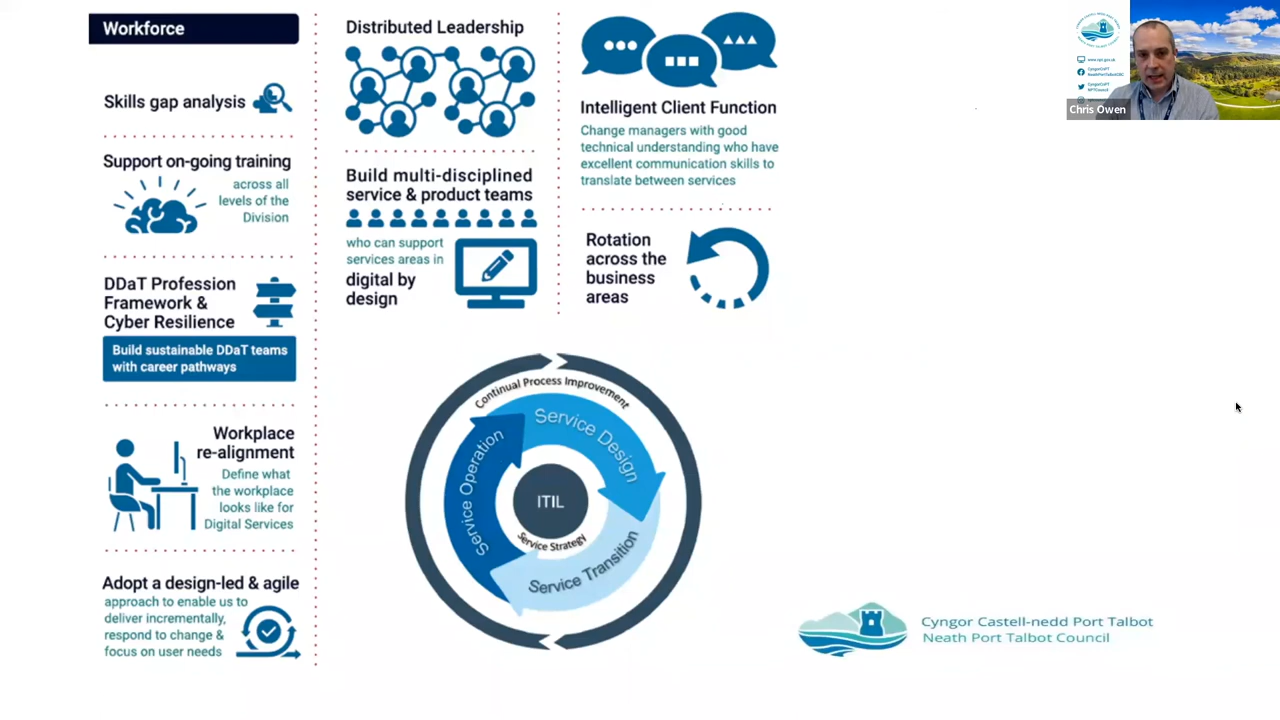 Workforce
Skills gap analysis
Support on-going training
across all
levels of the
Division
DDaT Profession
Framework &
Cyber Resilience
Build sustainable DDaT teams
with career pathways
Workplace
re-alignment
Define what
the workplace
looks like for
Digital Services
Adopt a design-led & agile
approach to enable us to
deliver incrementally,
respond to change &
focus on user needs
Distributed Leadership
Build multi-disciplined
service & product teams
who can support
services areas in
digital by
design
Intelligent Client Function
Change managers with good
technical understanding who have
excellent communication skills to
translate between services
Rotation
across the
business
areas
Continual Process Improvement
Service Design
Service Operation
ITIL
Service Strategy
Service Transition
Cyngor Castell-nedd Port Talbot
Neath Port Talbot Council
Chris Owen